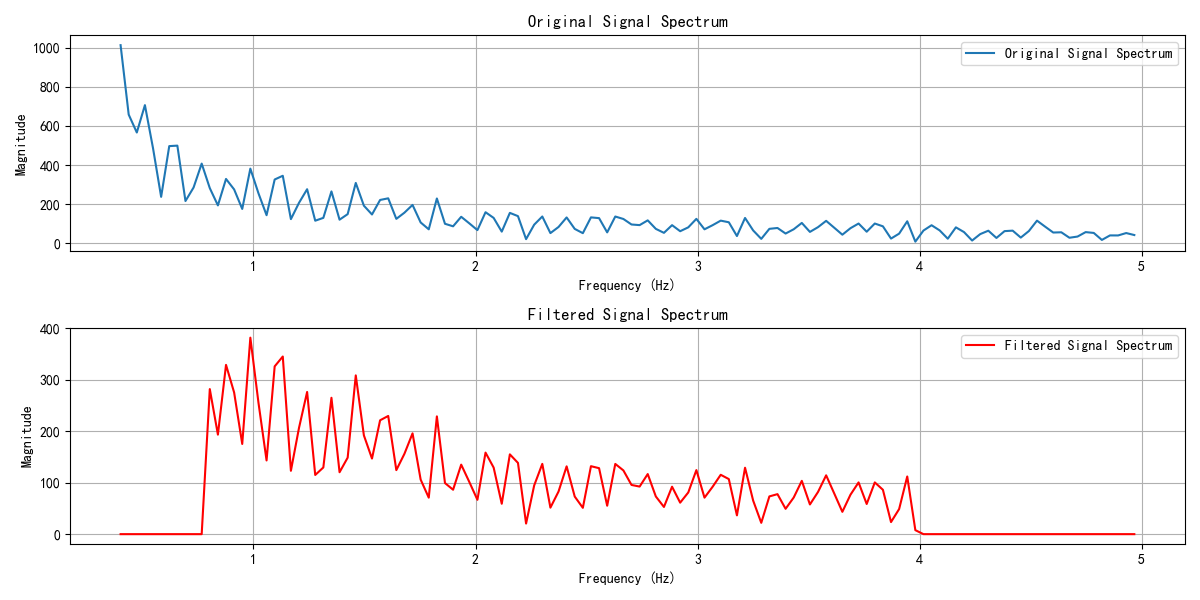 Original Signal Spectrum
Original Signal Spectrum
Magnitude
1000
800
600
400
200
0
1 2 3 4 5
Frequency (Hz)
Filtered Signal Spectrum
Filtered Signal Spectrum
Magnitude
400
300
200
100
0
1 2 3 4 5
Frequency (Hz)